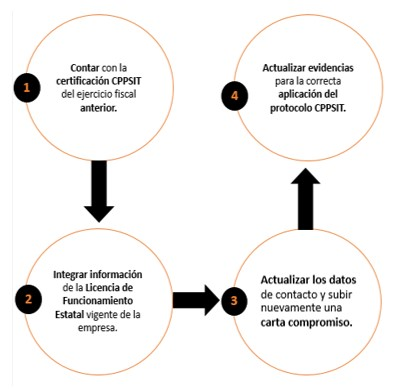 1
Contar con la
certificación CPPSIT
del ejercicio fiscal
anterior.
2
Integrar información
de la Licencia de
Funcionamiento
Estatal vigente de la
empresa.
3
Actualizar los datos
de contacto y subir
nuevamente una
carta compromiso.
4
Actualizar evidencias
para la correcta
aplicación del
protocolo CPPSIT.